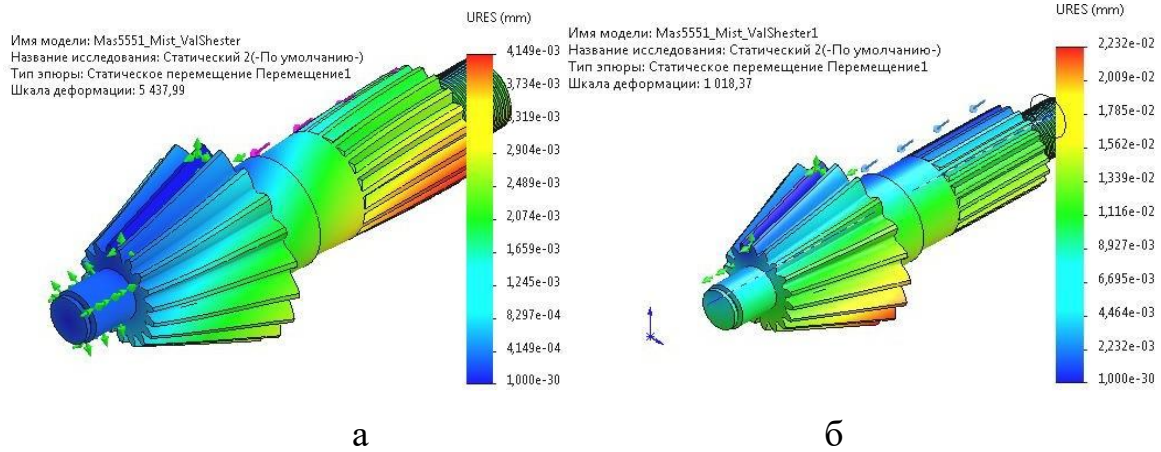 Имя модели: Mas5551_Mist_ValShester
Название исследования: Статический 2(-По умолчанию-)
Тип эпюры: Статическое перемещение Перемещение1
Шкала деформации: 5 437,99
URES (mm)
4,149e-03
3,734e-03
3,319e-03
2,904e-03
2,489e-03
2,074e-03
1,659e-03
1,245e-03
8,297e-04
4,149e-04
1,000e-30
а
Имя модели: Mas5551_Mist_ValShester1
Название исследования: Статический 2(-По умолчанию-)
Тип эпюры: Статическое перемещение Перемещение1
Шкала деформации: 1 018,37
URES (mm)
2,232e-02
2,009e-02
1,785e-02
1,562e-02
1,339e-02
1,116e-02
8,927e-03
6,695e-03
4,464e-03
2,232e-03
1,000e-30
б